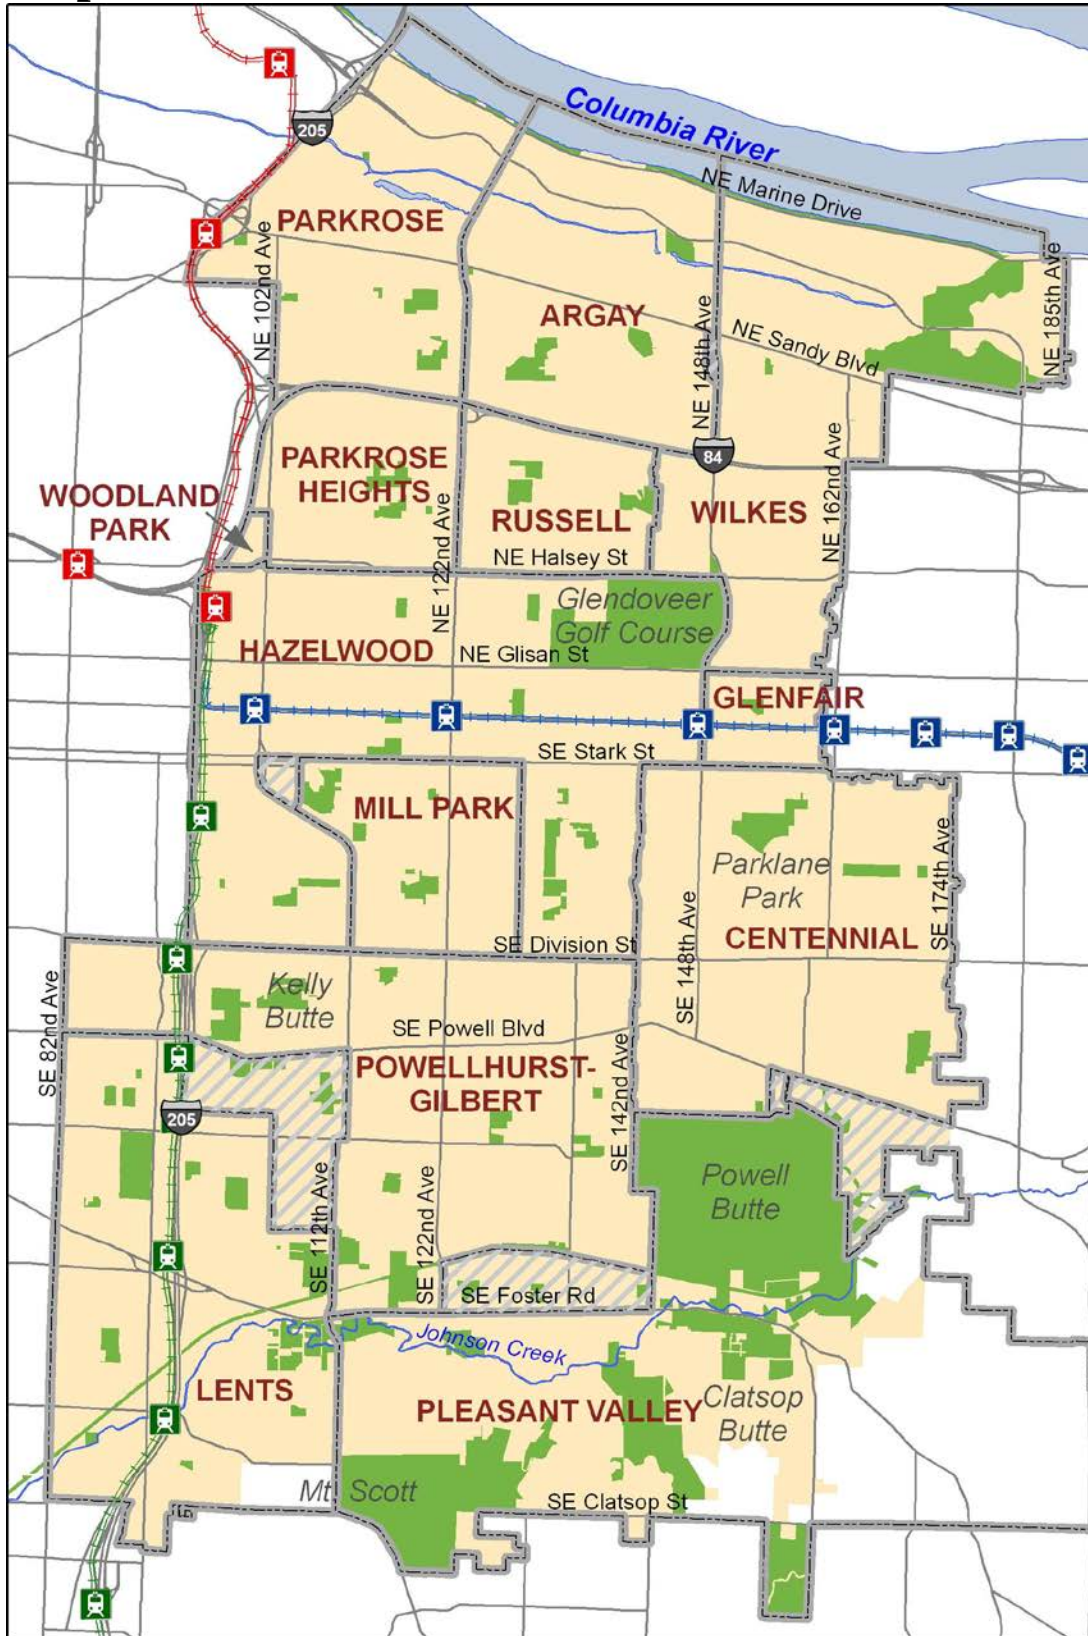 Columbia River
205
NE Marine Drive
PARKROSE
NE 102nd Ave
NE 185th Ave
ARGAY
NE 148th Ave
NE Sandy Blvd
PARKROSE
HEIGHTS
84
WOODLAND
PARK
NE 122nd Ave
RUSSELL
WILKES
NE 162nd Ave
NE Halsey St
Glendoveer
Golf Course
HAZELWOOD
NE Glisan St
GLENFAIR
SE Stark St
MILL PARK
Parklane
Park
SE 174th Ave
SE 148th Ave
CENTENNIAL
SE Division St
Kelly
Butte
SE 82nd Ave
SE Powell Blvd
POWELLHURST-
GILBERT
SE 142nd Ave
205
Powell
Butte
SE 112th Ave
SE 122nd Ave
SE Foster Rd
Johnson Creek
LENTS
PLEASANT VALLEY
Clatsop
Butte
Mt. Scott
SE Clatsop St